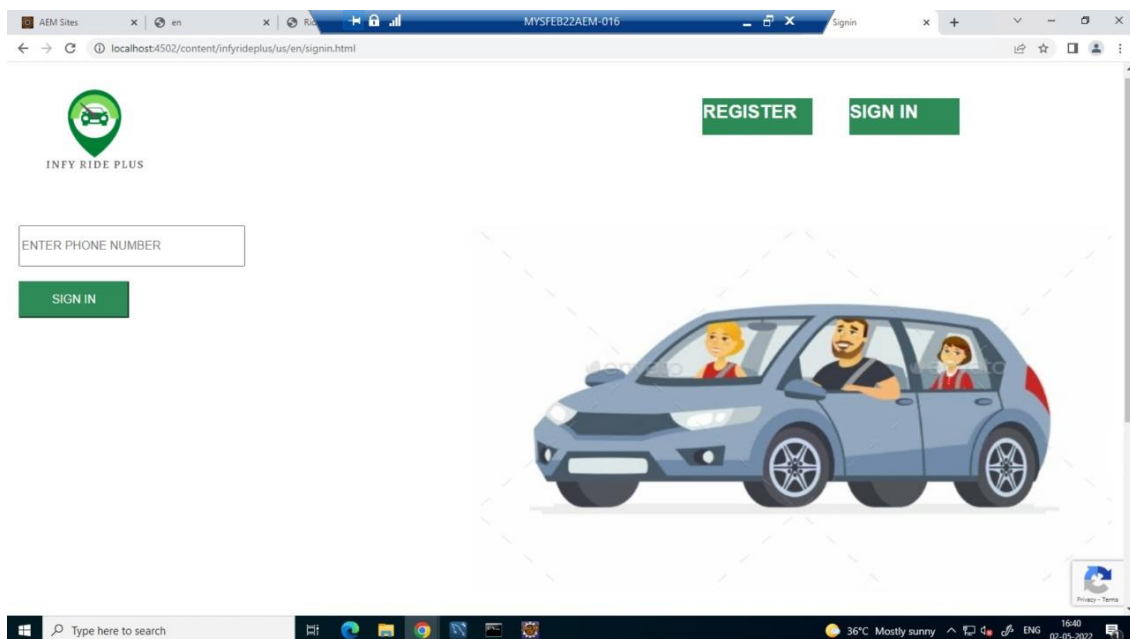 AEM Sites
en
MYSFEB22AEM-016
Signin
localhost:4502/content/infyrideplus/us/en/signin.html
INFY RIDE PLUS
REGISTER
SIGN IN
ENTER PHONE NUMBER
SIGN IN
envato
Privacy - Terms
Type here to search
36°C Mostly sunny
ENG
16:40
02-05-2022